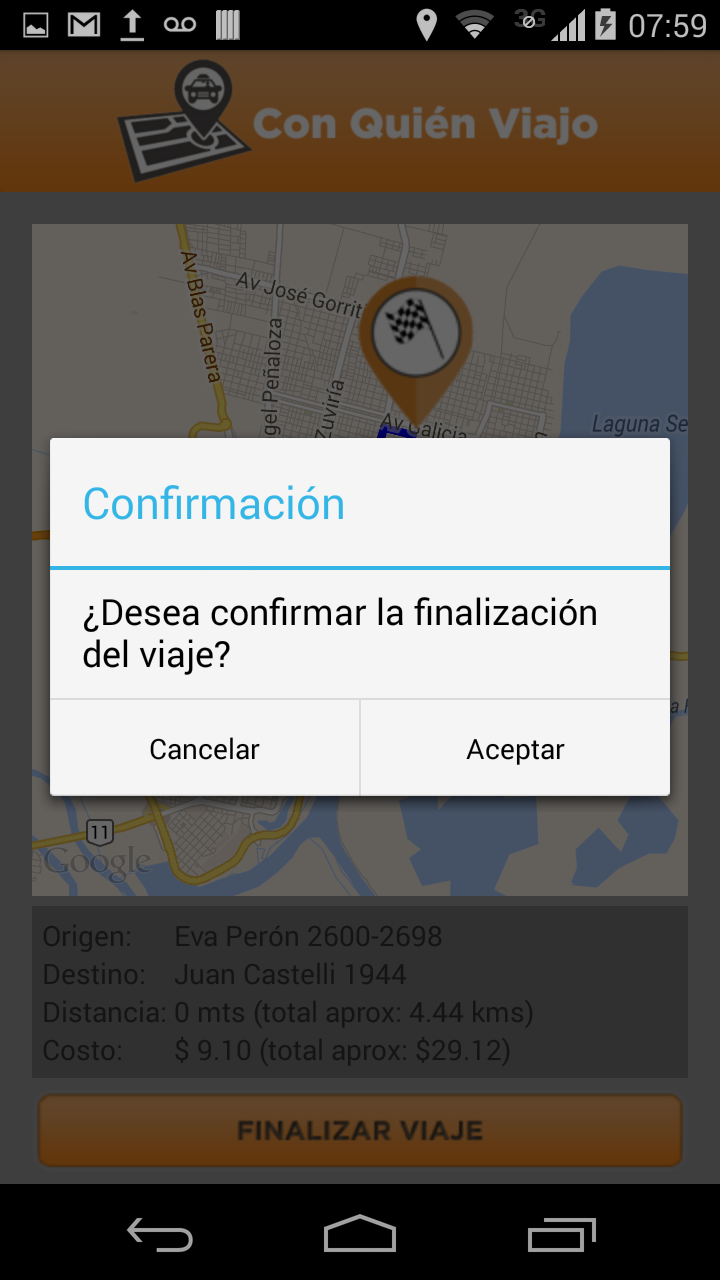 3G
07:59
Con Quién Viajo
Av José Gorriti
Av Blas Parera
gel Peñaloza
Zuviría
Av Galicia
Laguna Se
11
Google
Confirmación
¿Desea confirmar la finalización
del viaje?
Cancelar Aceptar
Origen: Eva Perón 2600-2698
Destino: Juan Castelli 1944
Distancia: 0 mts (total aprox: 4.44 kms)
Costo: $ 9.10 (total aprox: $29.12)
FINALIZAR VIAJE